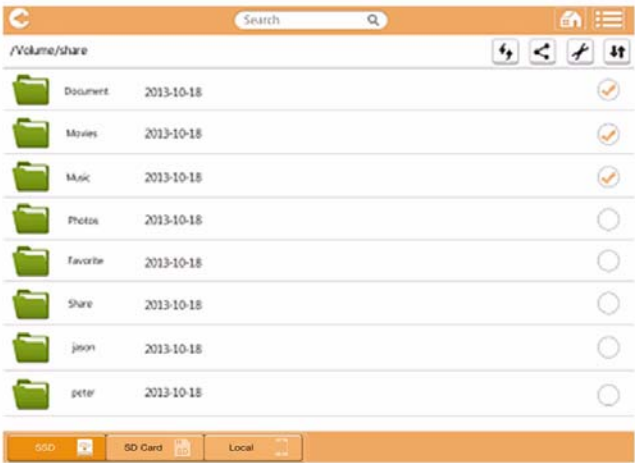 Search
/Volume/share
Document 2013-10-18
Movies 2013-10-18
Music 2013-10-18
Photos 2013-10-18
Favorite 2013-10-18
Share 2013-10-18
jason 2013-10-18
peter 2013-10-18
SSD SD Card Local